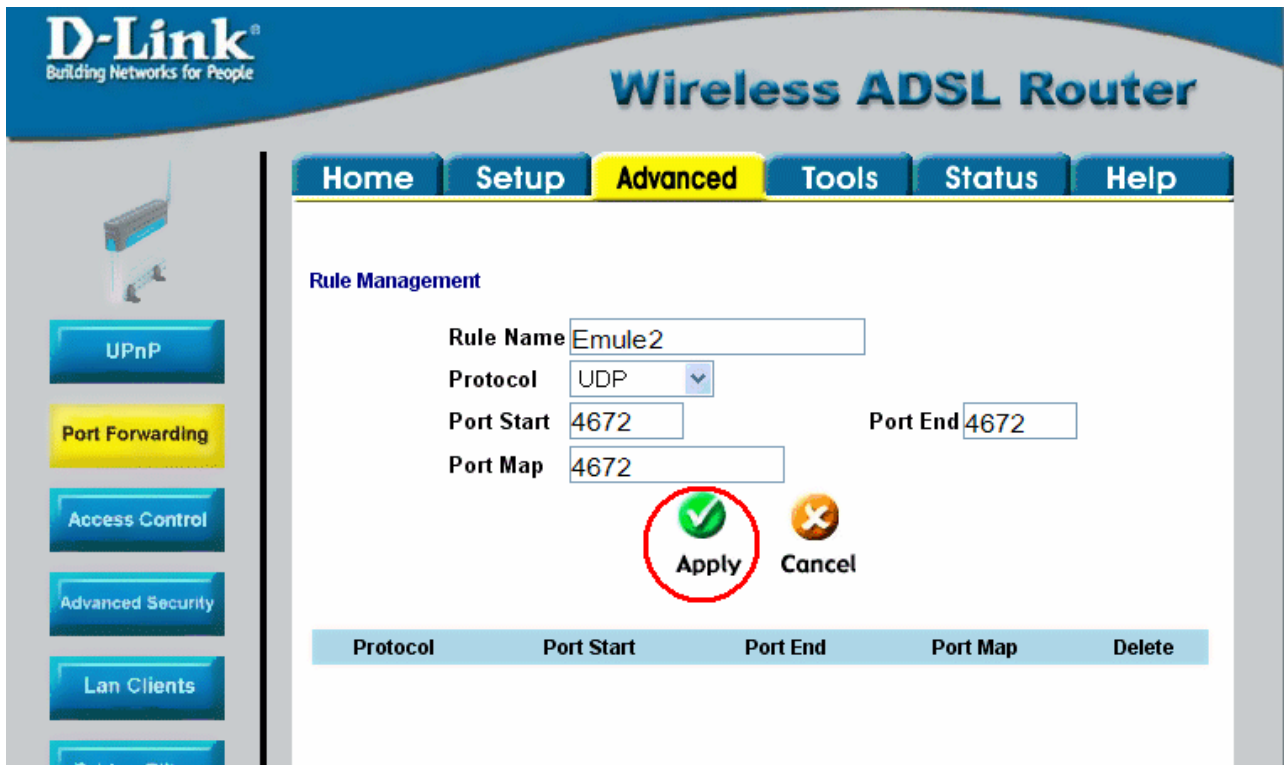 D-Link®
Building Networks for People
Wireless ADSL Router
Home Setup Advanced Tools Status Help
Rule Management
Rule Name Emule2
Protocol UDP
Port Start 4672 Port End 4672
Port Map 4672
Apply Cancel
Protocol Port Start Port End Port Map Delete
UPnP
Port Forwarding
Access Control
Advanced Security
Lan Clients